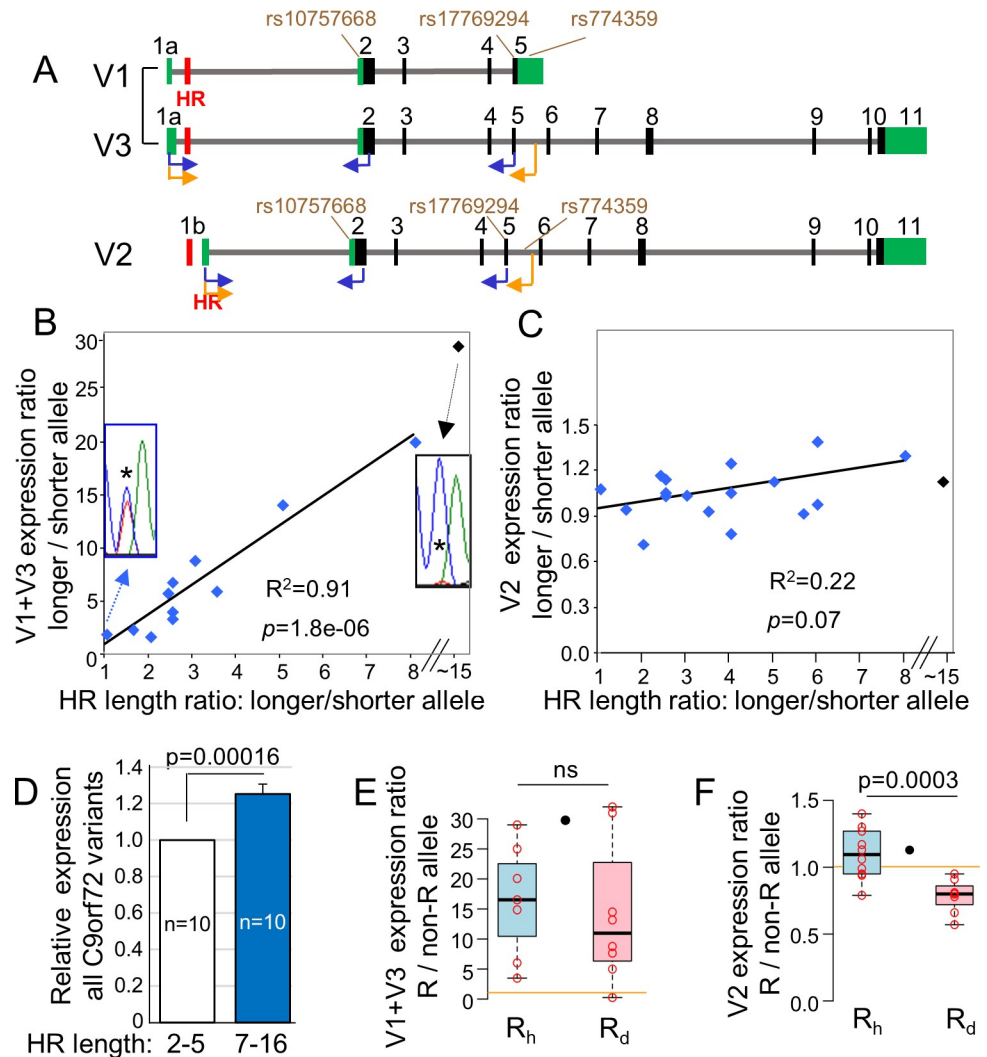 rs10757668 rs17769294 rs774359
1a 2 3 4 5
A V1
HR
1a 2 3 4 5 6 7 8 9 10 11
V3
rs10757668 rs17769294 rs774359
1b 2 3 4 5 6 7 8 9 10 11
V2
HR
B
V1+V3 expression ratio
longer / shorter allele
30
25
20
15
10
5
0
*
*
R²=0.91
p=1.8e-06
1 2 3 4 5 6 7 8 ~15
HR length ratio: longer/shorter allele
C
V2 expression ratio
longer / shorter allele
1.5
1.2
0.9
0.6
0.3
0.0
R²=0.22
p=0.07
1 2 3 4 5 6 7 8 ~15
HR length ratio: longer/shorter allele
D
p=0.00016
Relative expression
all C9orf72 variants
1.4
1.2
1.0
0.8
0.6
0.4
0.2
0
n=10 n=10
HR length: 2-5 7-16
E
ns
V1+V3 expression ratio
R / non-R allele
30
25
20
15
10
5
0
Rh Rd
F
p=0.0003
V2 expression ratio
R / non-R allele
1.5
1.0
0.5
0.0
Rh Rd